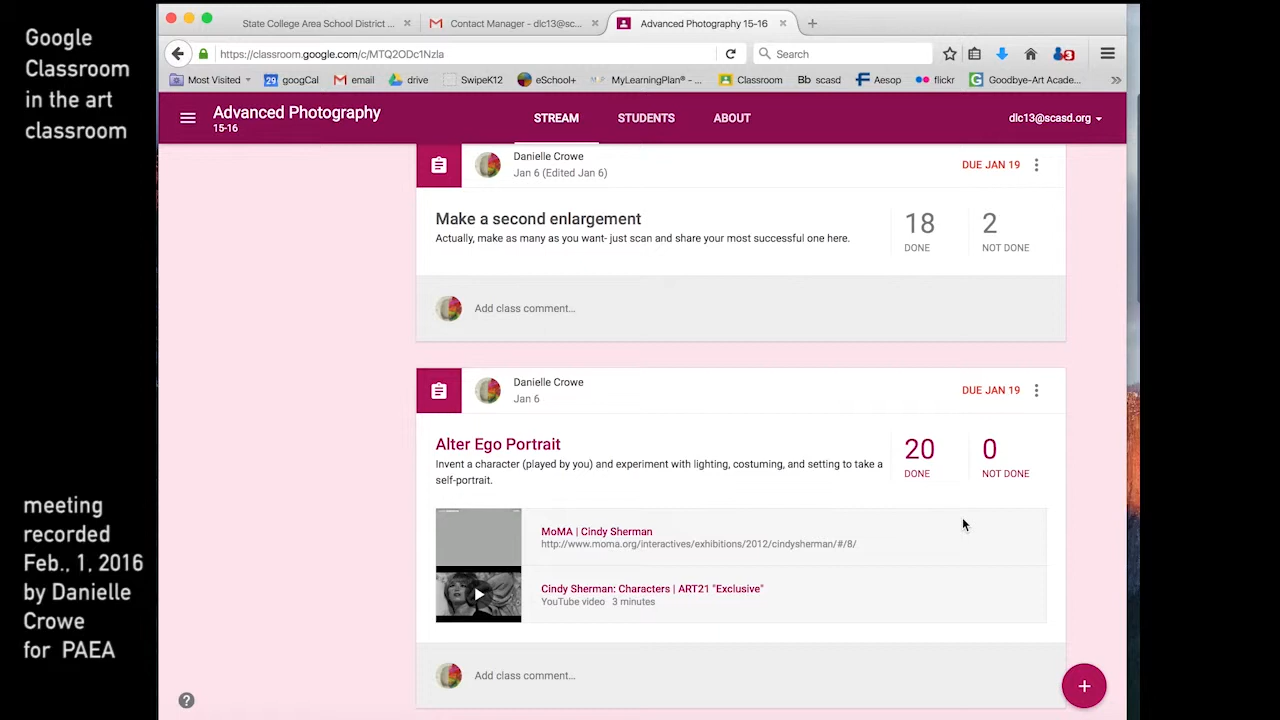 Google
Classroom
in the art
classroom
meeting
recorded
Feb., 1, 2016
by Danielle
Crowe
for PAEA
State College Area School District ...
Contact Manager - dlc13@sc...
Advanced Photography 15-16
https://classroom.google.com/c/MTQ2ODc1Nzla
Search
3
Most Visited
29 googCal
email
drive
SwipeK12
eSchool+
MyLearningPlan® - ...
Classroom
Bb scasd
Aesop
flickr
Goodbye-Art Acade...
Advanced Photography
15-16
STREAM
STUDENTS
ABOUT
dlc13@scasd.org
Danielle Crowe
Jan 6 (Edited Jan 6)
DUE JAN 19
Make a second enlargement
Actually, make as many as you want- just scan and share your most successful one here.
18
DONE
2
NOT DONE
Add class comment...
Danielle Crowe
Jan 6
DUE JAN 19
Alter Ego Portrait
Invent a character (played by you) and experiment with lighting, costuming, and setting to take a
self-portrait.
20
DONE
0
NOT DONE
MoMA | Cindy Sherman
http://www.moma.org/interactives/exhibitions/2012/cindysherman/#/8/
Cindy Sherman: Characters | ART21 "Exclusive"
YouTube video 3 minutes
Add class comment...
+
?